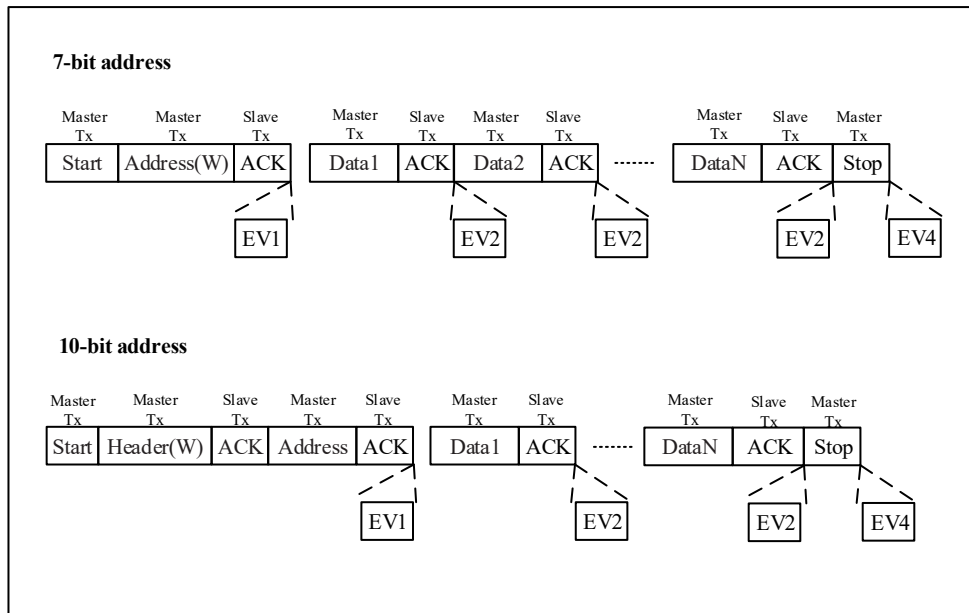 7-bit address
Master Master Slave Master Slave Master Slave Master Slave Master
Tx Tx Tx Tx Tx Tx Tx Tx Tx Tx
Start Address(W) ACK Data1 ACK Data2 ACK DataN ACK Stop
EV1 EV2 EV2 EV2 EV4
10-bit address
Master Master Slave Master Slave Master Slave Master Slave Master
Tx Tx Tx Tx Tx Tx Tx Tx Tx Tx
Start Header(W) ACK Address ACK Data1 ACK DataN ACK Stop
EV1 EV2 EV2 EV4